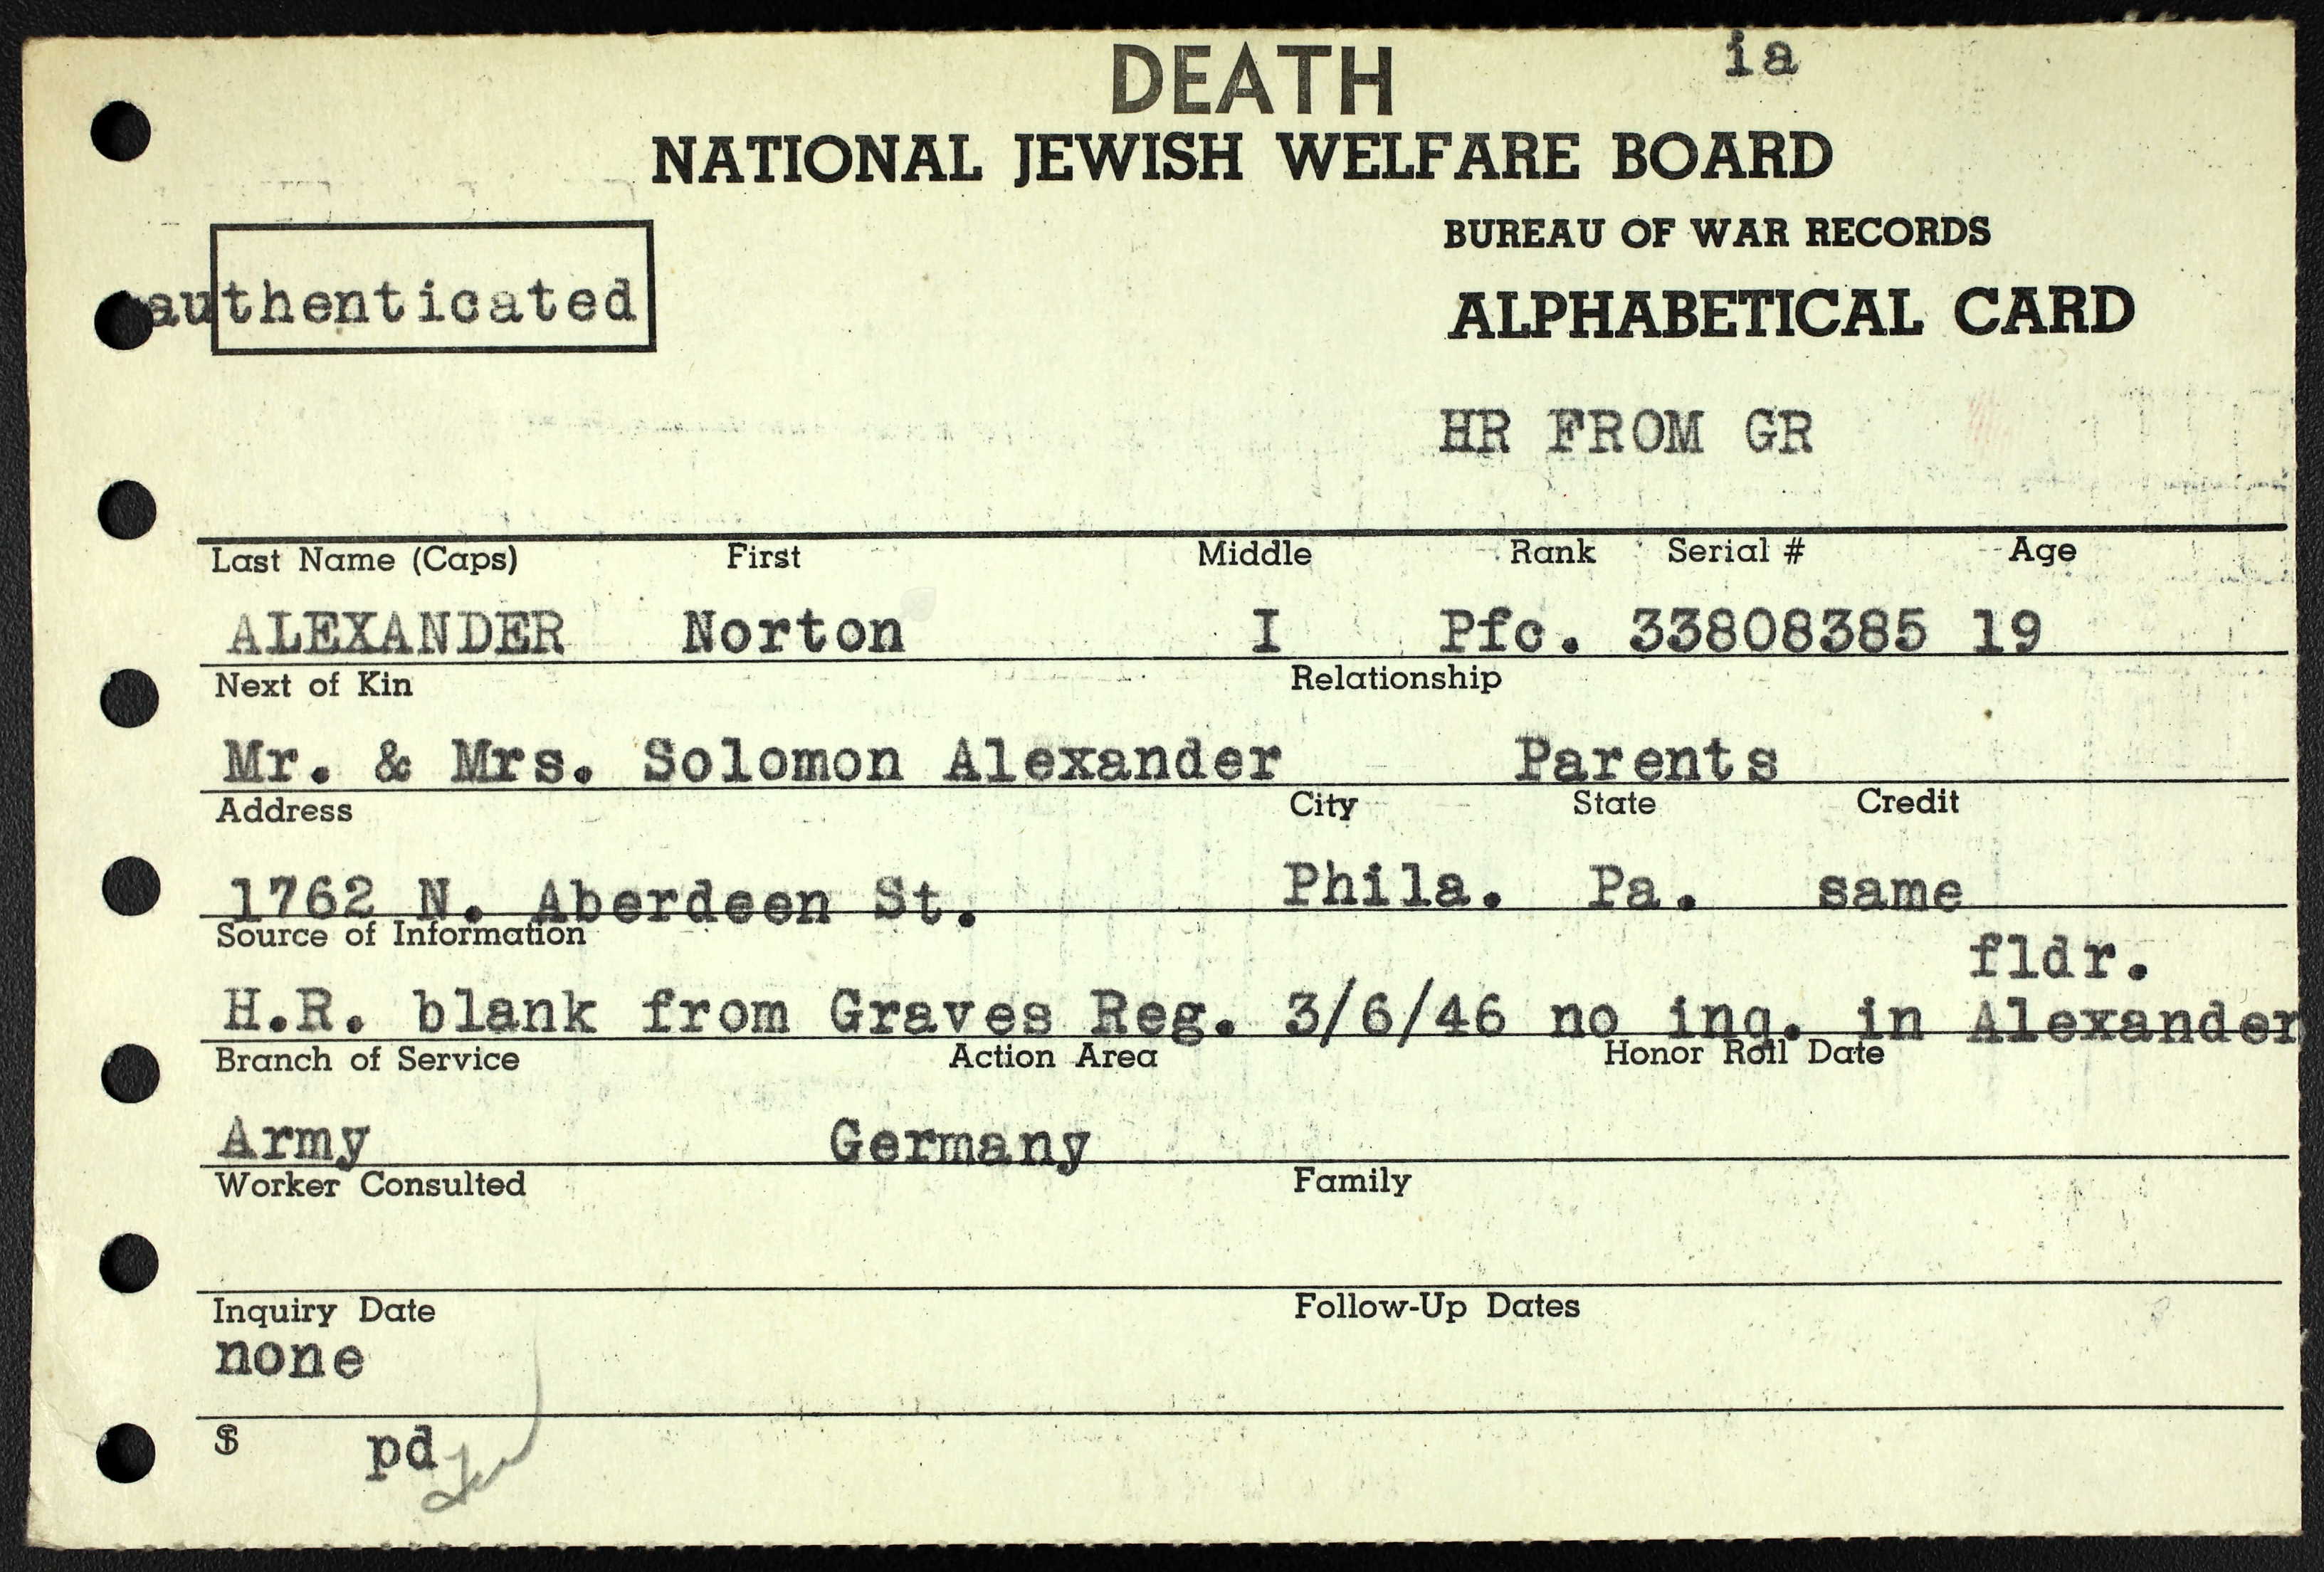 DEATH ia
NATIONAL JEWISH WELFARE BOARD
BUREAU OF WAR RECORDS
authenticated
ALPHABETICAL CARD
HR FROM GR
Last Name (Caps) First Middle Rank Serial # Age
ALEXANDER Norton I Pfc. 33808385 19
Next of Kin Relationship
Mr. & Mrs. Solomon Alexander Parents
Address City State Credit
1762 N. Aberdeen St. Phila. Pa. same
Source of Information
fldr.
H.R. blank from Graves Reg. 3/6/46 no inq. in Alexander
Branch of Service Action Area Honor Roll Date
Army Germany
Worker Consulted Family
Inquiry Date Follow-Up Dates
none
$ pd